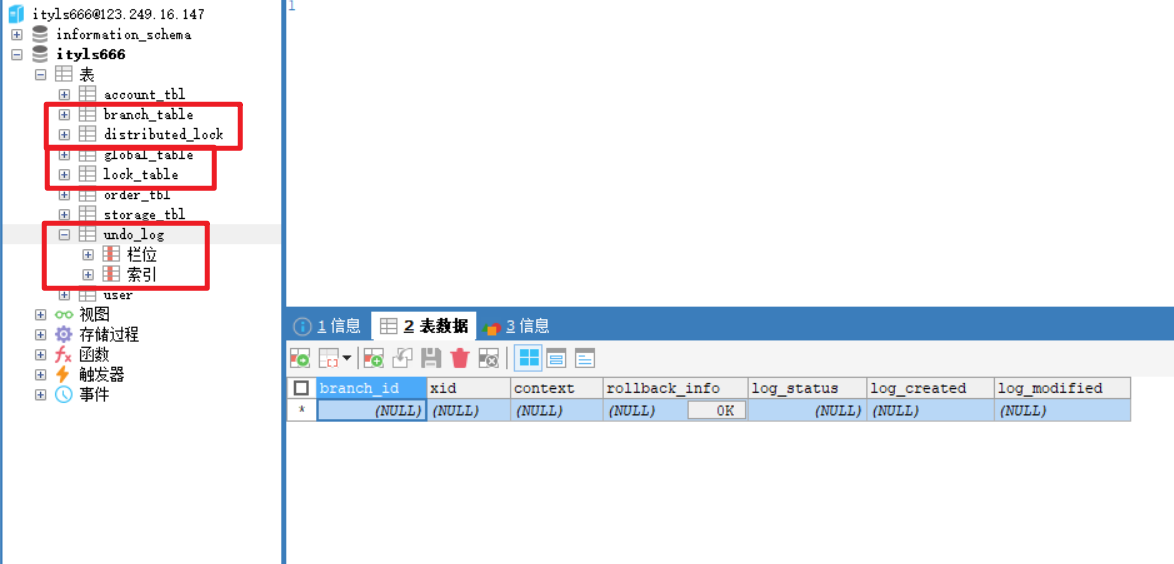 ityls666@123.249.16.147
information_schema
ityls666
表
account_tbl
branch_table
distributed_lock
global_table
lock_table
order_tbl
storage_tbl
undo_log
栏位
索引
user
视图
存储过程
函数
触发器
事件
1
1 信息 2 表数据 3 信息
branch_id xid context rollback_info log_status log_created log_modified
* (NULL) (NULL) (NULL) (NULL) 0K (NULL) (NULL) (NULL)